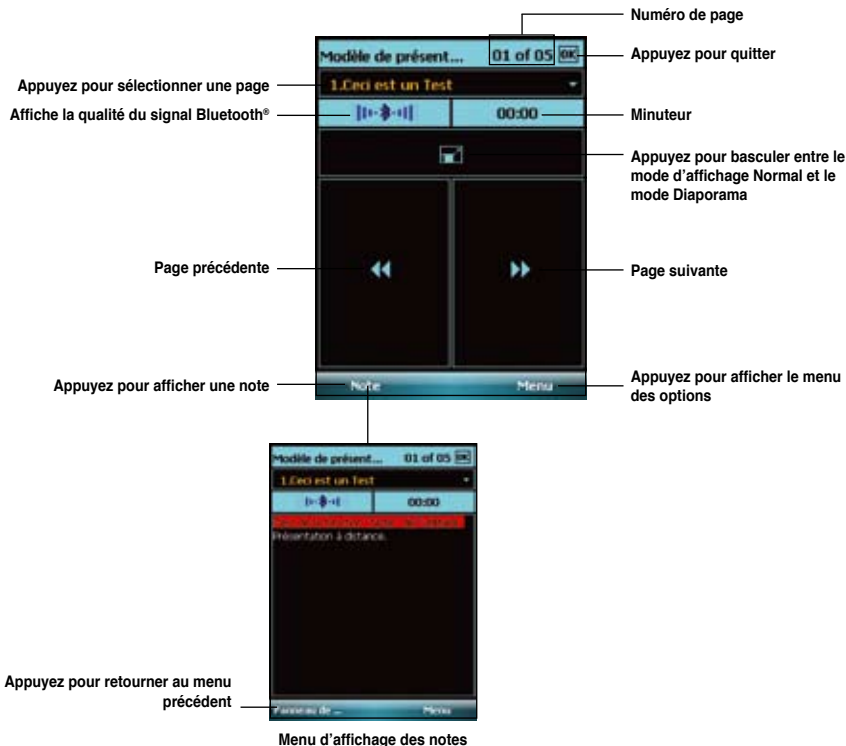 Numéro de page
Modèle de présent... 01 of 05 OK
Appuyez pour quitter
Appuyez pour sélectionner une page
1.Ceci est un Test
Affiche la qualité du signal Bluetooth®
00:00
Minuteur
Appuyez pour basculer entre le
mode d'affichage Normal et le
mode Diaporama
Page précédente
Page suivante
Appuyez pour afficher une note
Note
Menu
Appuyez pour afficher le menu
des options
Modèle de présent... 01 of 05 OK
1.Ceci est un Test
00:00
Présentation à distance.
Appuyez pour retourner au menu
précédent
Panneau de ...
Menu
Menu d'affichage des notes